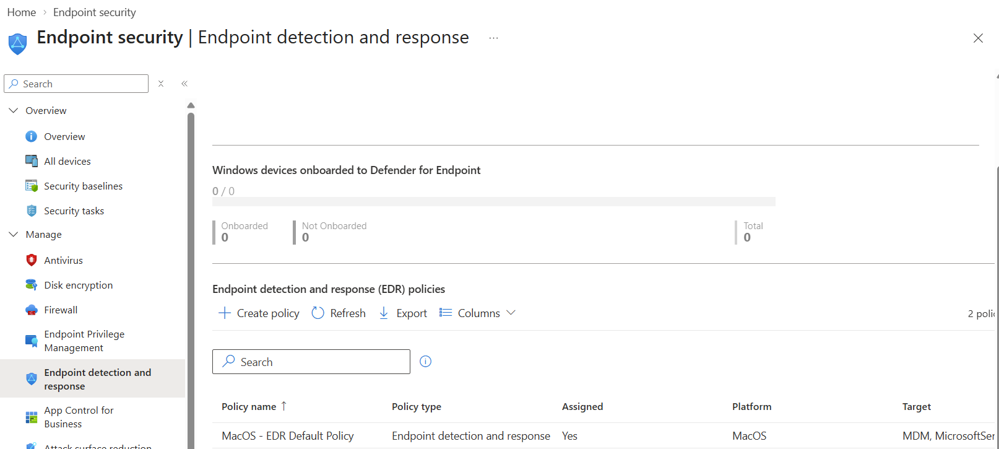 Home > Endpoint security
Endpoint security | Endpoint detection and response ...
Search
Overview
Overview
All devices
Security baselines
Security tasks
Manage
Antivirus
Disk encryption
Firewall
Endpoint Privilege
Management
Endpoint detection and
response
App Control for
Business
Attack surface reduction
Windows devices onboarded to Defender for Endpoint
0 / 0
Onboarded
0
Not Onboarded
0
Total
0
Endpoint detection and response (EDR) policies
Create policy Refresh Export Columns 2 polic
Search
Policy name ↑ Policy type Assigned Platform Target
MacOS - EDR Default Policy Endpoint detection and response Yes MacOS MDM, MicrosoftSer